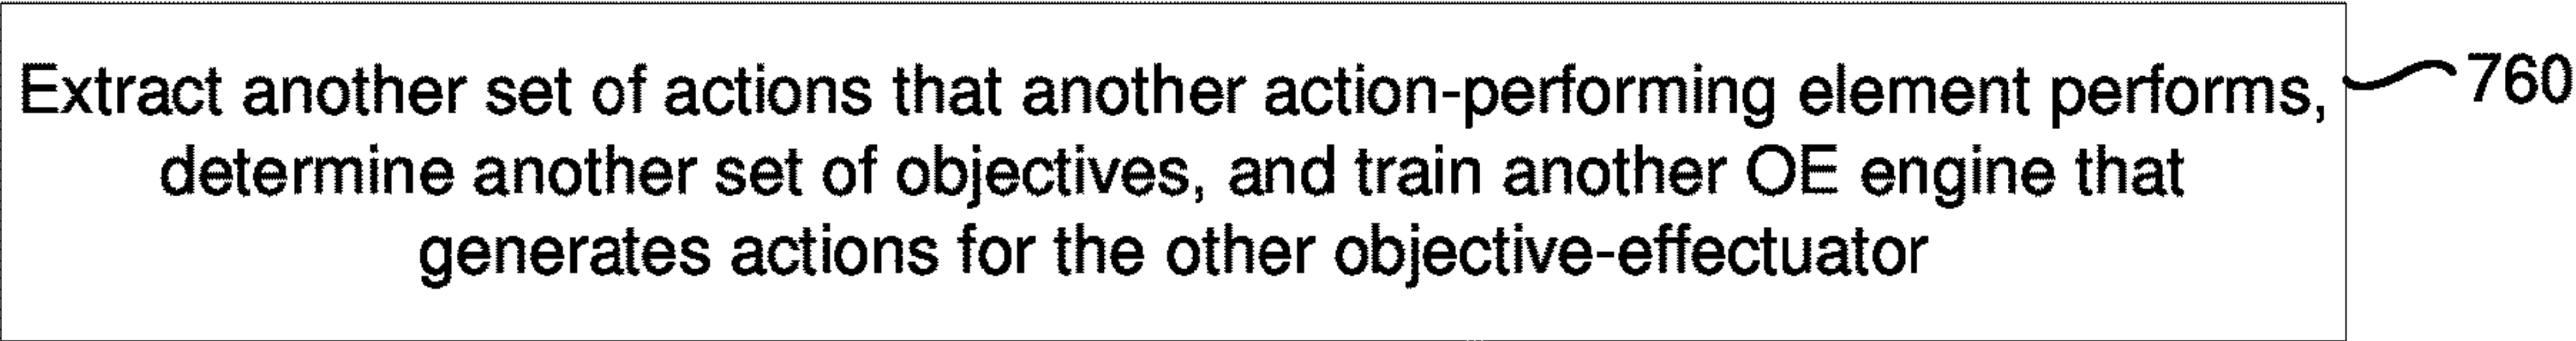 Extract another set of actions that another action-performing element performs, 760
determine another set of objectives, and train another OE engine that
generates actions for the other objective-effectuator